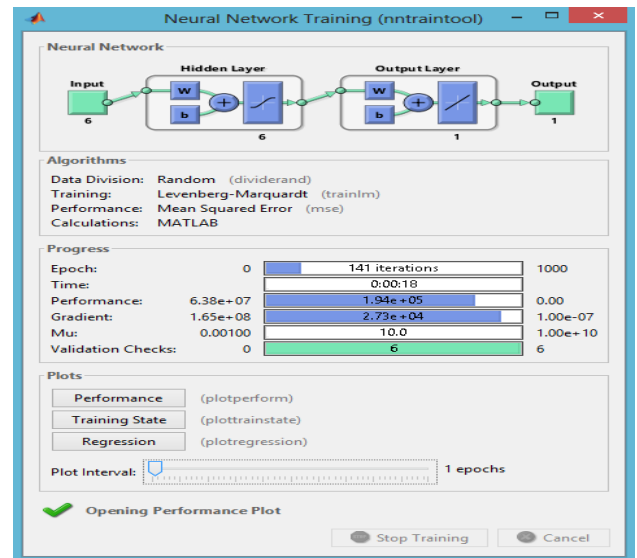 Neural Network Training (nntraintool)
Neural Network
Hidden Layer Output Layer
Input W W Output
b b
6 6 1 1
Algorithms
Data Division: Random (dividerand)
Training: Levenberg-Marquardt (trainlm)
Performance: Mean Squared Error (mse)
Calculations: MATLAB
Progress
Epoch: 0 141 iterations 1000
Time: 0:00:18
Performance: 6.38e+07 1.94e+05 0.00
Gradient: 1.65e+08 2.73e+04 1.00e-07
Mu: 0.00100 10.0 1.00e+10
Validation Checks: 0 6 6
Plots
Performance (plotperform)
Training State (plottrainstate)
Regression (plotregression)
Plot Interval: 1 epochs
Opening Performance Plot
Stop Training Cancel